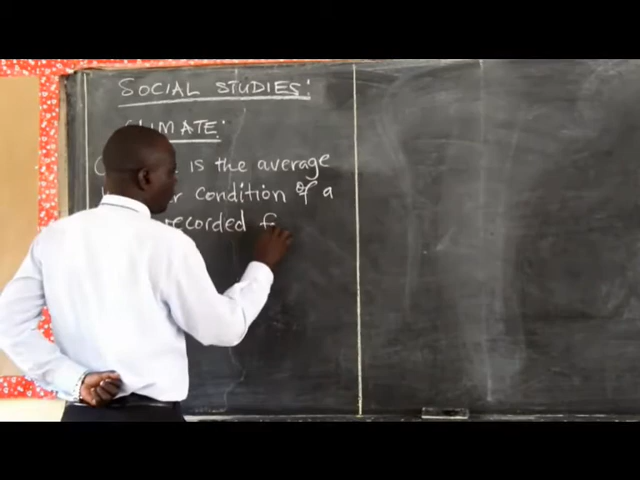 SOCIAL STUDIES:
CLIMATE:
is the average
condition of a
recorded f